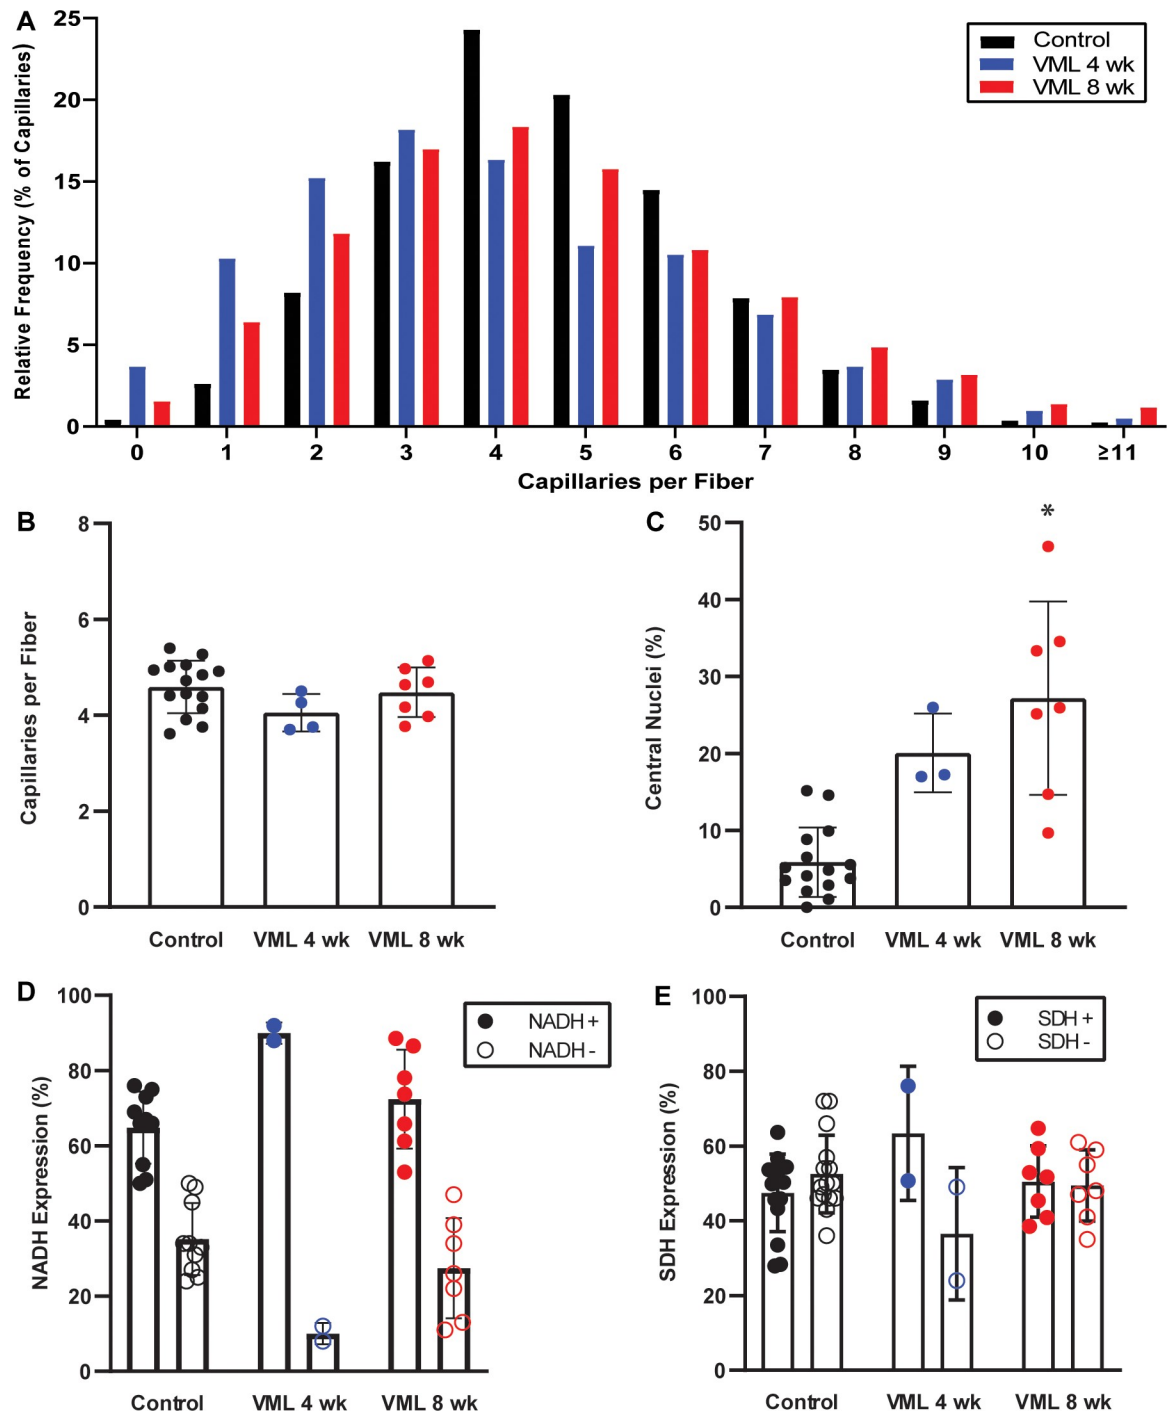 A
Relative Frequency (% of Capillaries)
25
20
15
10
5
0
Control
VML 4 wk
VML 8 wk
0 1 2 3 4 5 6 7 8 9 10 ≥11
Capillaries per Fiber
B
Capillaries per Fiber
8
6
4
2
0
Control VML 4 wk VML 8 wk
C
Central Nuclei (%)
50
40
30
20
10
0
*
Control VML 4 wk VML 8 wk
D
NADH Expression (%)
100
80
60
40
20
0
NADH +
NADH -
Control VML 4 wk VML 8 wk
E
SDH Expression (%)
100
80
60
40
20
0
SDH +
SDH -
Control VML 4 wk VML 8 wk